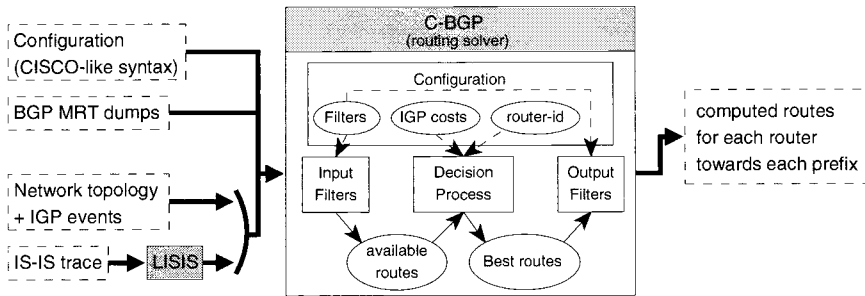 C-BGP
(routing solver)
Configuration
(CISCO-like syntax)
BGP MRT dumps
Network topology
+ IGP events
IS-IS trace
LISIS
Configuration
Filters
IGP costs
router-id
Input
Filters
Decision
Process
Output
Filters
available
routes
Best routes
computed routes
for each router
towards each prefix